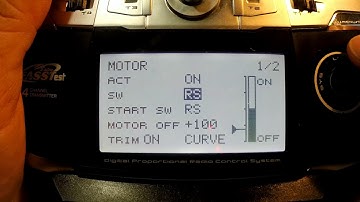 MOTOR 1/2
ACT ON
ON
SW RS
START SW RS
MOTOR OFF +100
TRIM ON CURVE
OFF
Digital Proportional Radio Control System